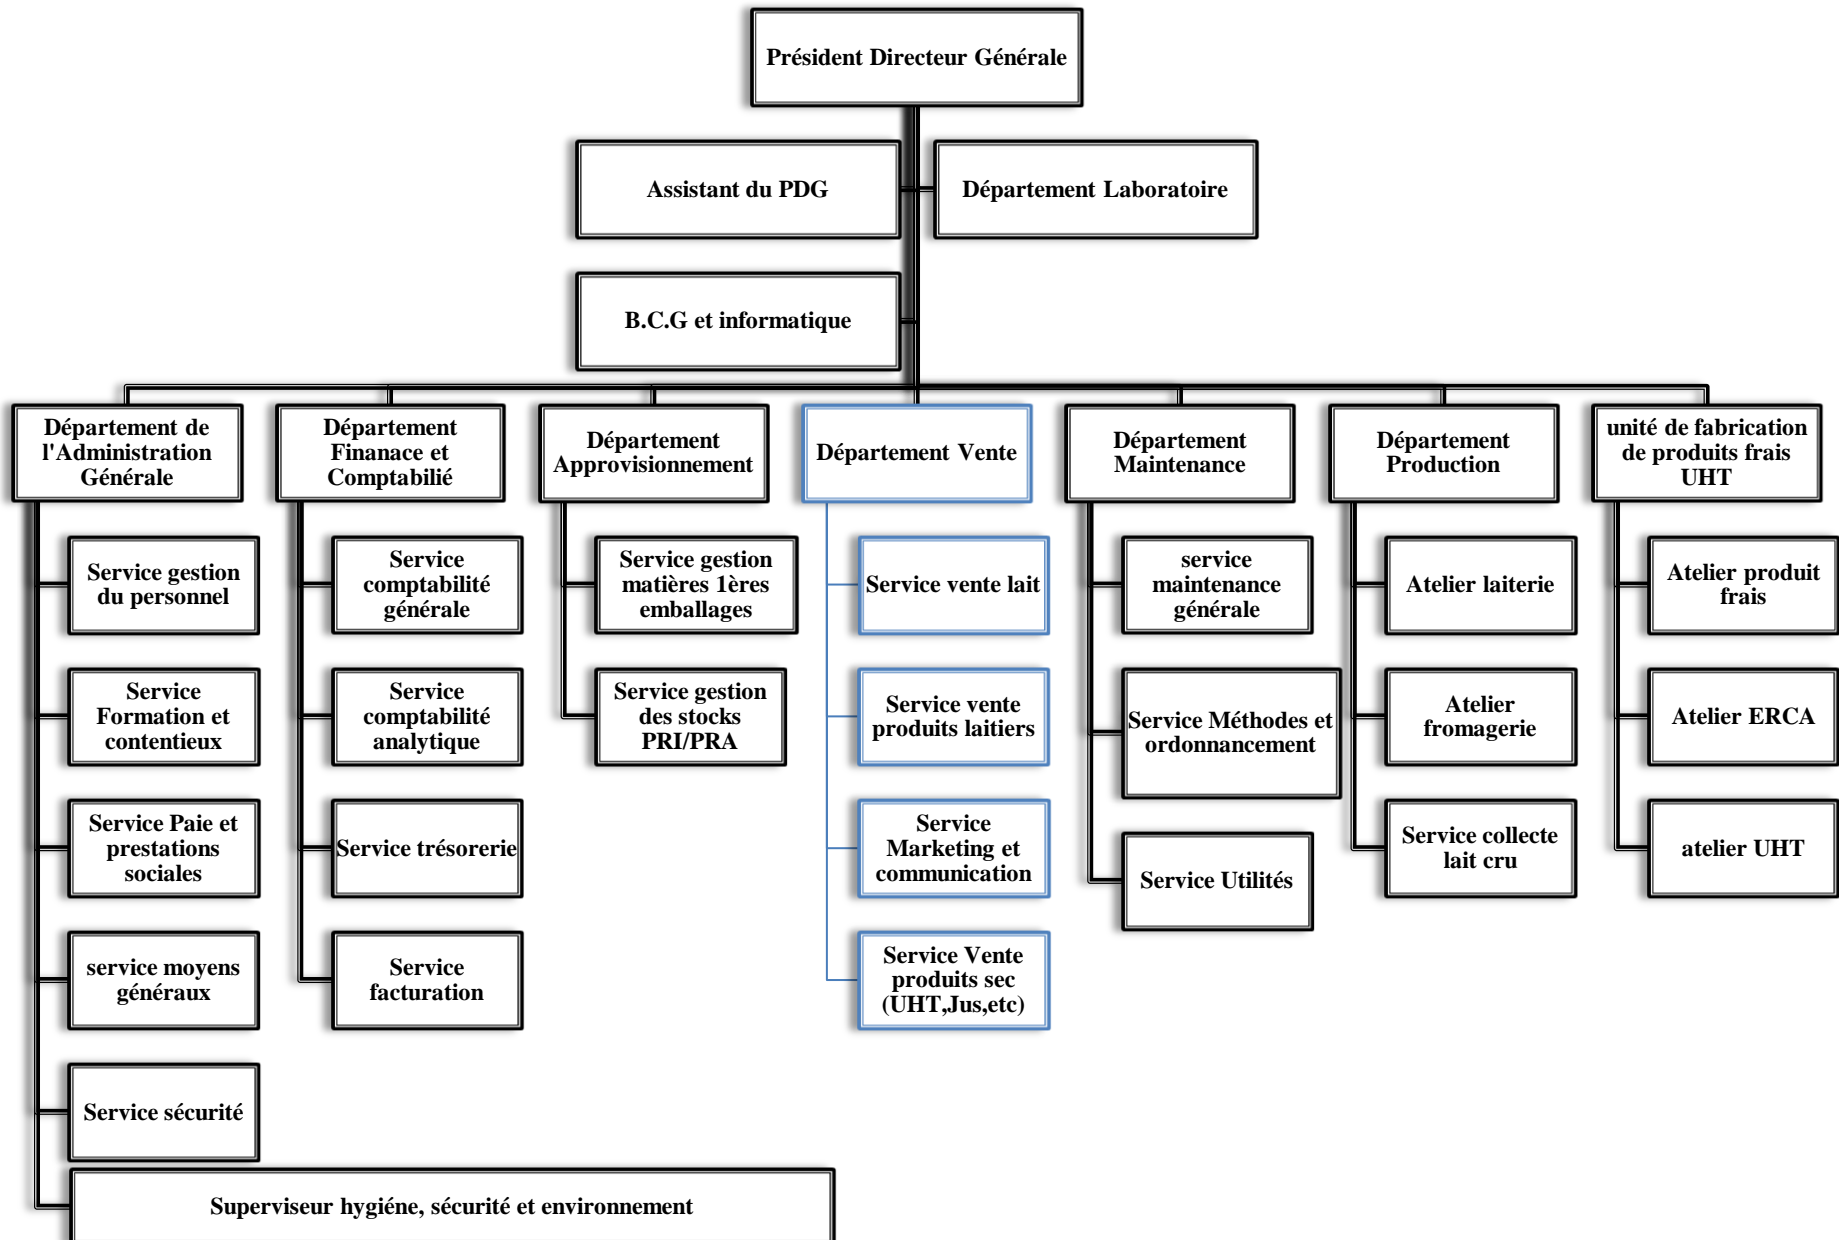 Président Directeur Générale
Assistant du PDG
Département Laboratoire
B.C.G et informatique
Département de
l'Administration
Générale
Service gestion
du personnel
Service
Formation et
contentieux
Service Paie et
prestations
sociales
service moyens
généraux
Service sécurité
Superviseur hygiéne, sécurité et environnement
Département
Finanace et
Comptabilié
Service
comptabilité
générale
Service
comptabilité
analytique
Service trésorerie
Service
facturation
Département
Approvisionnement
Service gestion
matières 1ères
emballages
Service gestion
des stocks
PRI/PRA
Département Vente
Service vente lait
Service vente
produits laitiers
Service
Marketing et
communication
Service Vente
produits sec
(UHT,Jus,etc)
Département
Maintenance
service
maintenance
générale
Service Méthodes et
ordonnancement
Service Utilités
Département
Production
Atelier laiterie
Atelier
fromagerie
Service collecte
lait cru
unité de fabrication
de produits frais
UHT
Atelier produit
frais
Atelier ERCA
atelier UHT